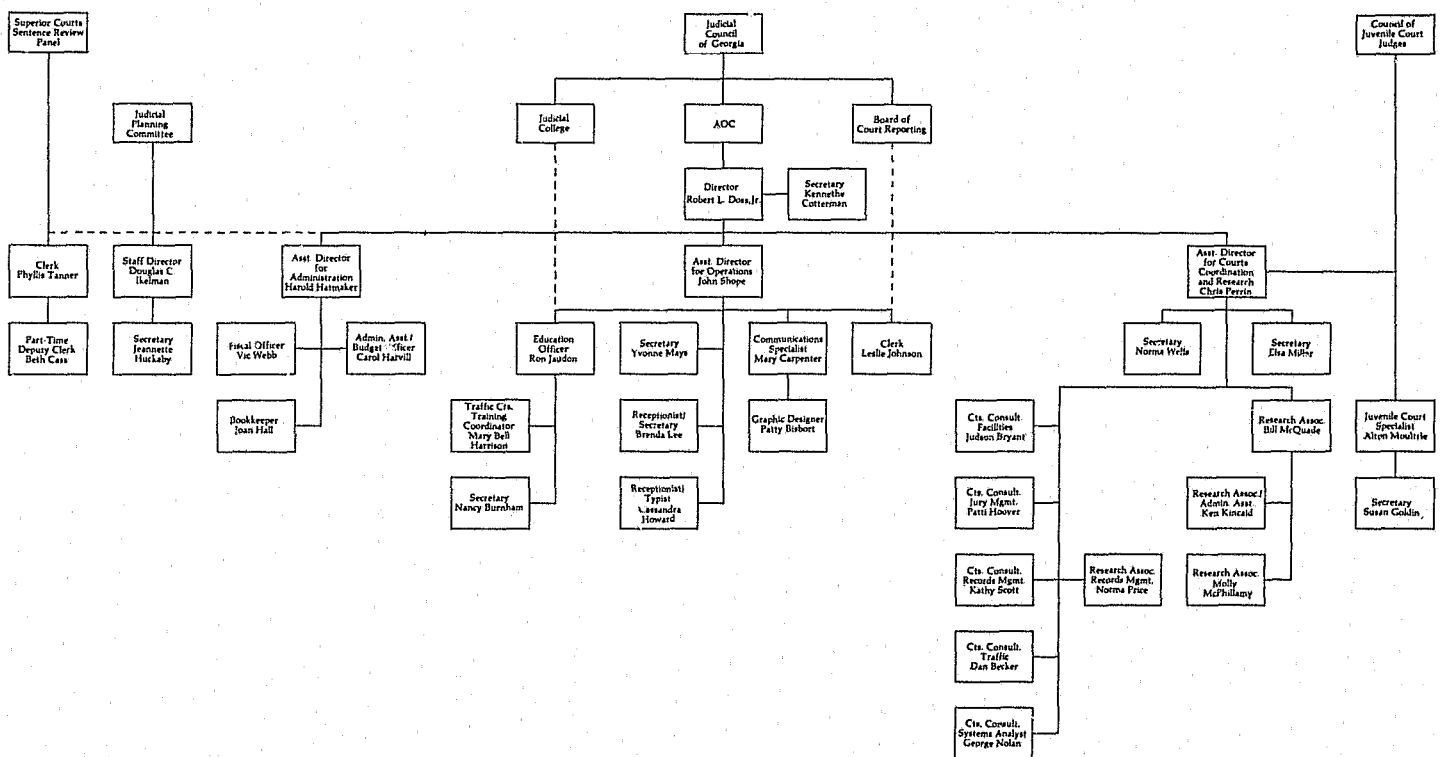 Superior Courts
Sentence Review
Panel
Judicial
Council
of Georgia
Council of
Juvenile Court
Judges
Judicial
Planning
Committee
Judicial
College
AOC
Board of
Court Reporting
Director
Robert L. Doss, Jr.
Secretary
Kennethe
Cotterman
Clerk
Phyllis Tanner
Staff Director
Douglas C.
Ikelman
Asst. Director
for
Administration
Harold Hatmaker
Asst. Director
for Operations
John Shope
Asst. Director
for Courts
Coordination
and Research
Chris Perrin
Part-Time
Deputy Clerk
Beth Cass
Secretary
Jeannette
Huckaby
Fiscal Officer
Vic Webb
Admin. Asst./
Budget Officer
Carol Harvill
Education
Officer
Ron Jaudon
Secretary
Yvonne Mays
Communications
Specialist
Mary Carpenter
Clerk
Leslie Johnson
Secretary
Norma Wells
Secretary
Elsa Miller
Bookkeeper
Joan Hall
Traffic Cts.
Training
Coordinator
Mary Bell
Harrison
Receptionist/
Secretary
Brenda Lee
Graphic Designer
Patty Bisbort
Cts. Consult.
Facilities
Judson Bryant
Research Assoc.
Bill McQuade
Juvenile Court
Specialist
Alton Moultrie
Secretary
Nancy Burnham
Receptionist/
Typist
Cassandra
Howard
Cts. Consult.
Jury Mgmt.
Patti Hoover
Research Assoc./
Admin. Asst.
Ken Kincaid
Secretary
Susan Goldin
Cts. Consult.
Records Mgmt.
Kathy Scott
Research Assoc.
Records Mgmt.
Norma Price
Research Assoc.
Molly
McPhillamy
Cts. Consult.
Traffic
Dan Becker
Cts. Consult.
Systems Analyst
George Nolan